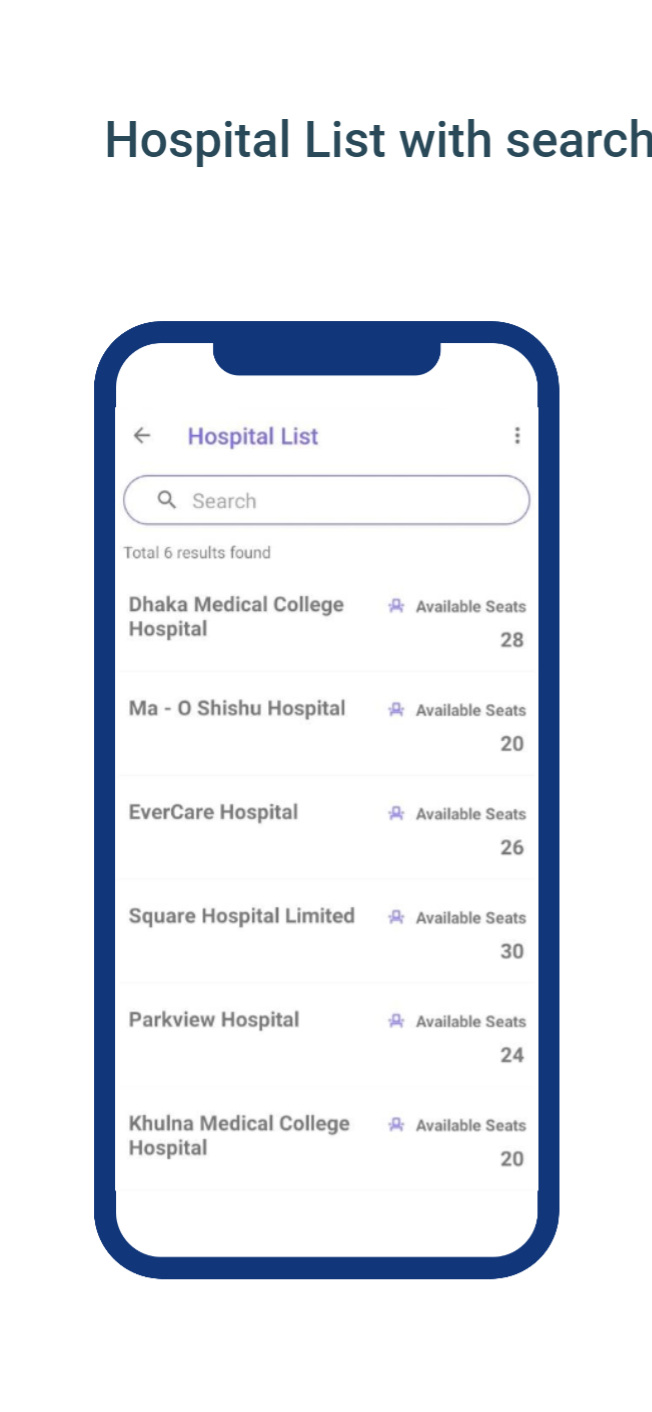 Hospital List with search
Hospital List
Search
Total 6 results found
Dhaka Medical College
Hospital
Available Seats
28
Ma - O Shishu Hospital
Available Seats
20
EverCare Hospital
Available Seats
26
Square Hospital Limited
Available Seats
30
Parkview Hospital
Available Seats
24
Khulna Medical College
Hospital
Available Seats
20